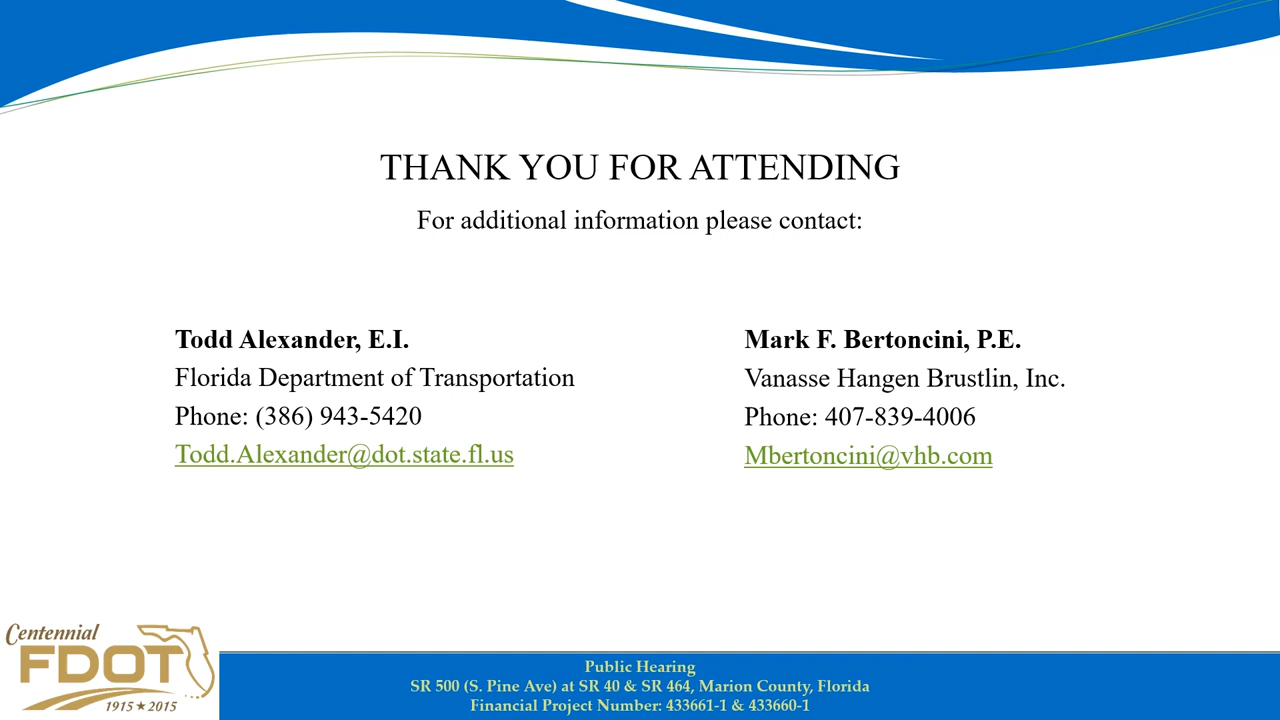 THANK YOU FOR ATTENDING
For additional information please contact:
Todd Alexander, E.I.
Florida Department of Transportation
Phone: (386) 943-5420
Todd.Alexander@dot.state.fl.us
Mark F. Bertoncini, P.E.
Vanasse Hangen Brustlin, Inc.
Phone: 407-839-4006
Mbertoncini@vhb.com
Centennial
FDOT
1915★2015
Public Hearing
SR 500 (S. Pine Ave) at SR 40 & SR 464, Marion County, Florida
Financial Project Number: 433661-1 & 433660-1